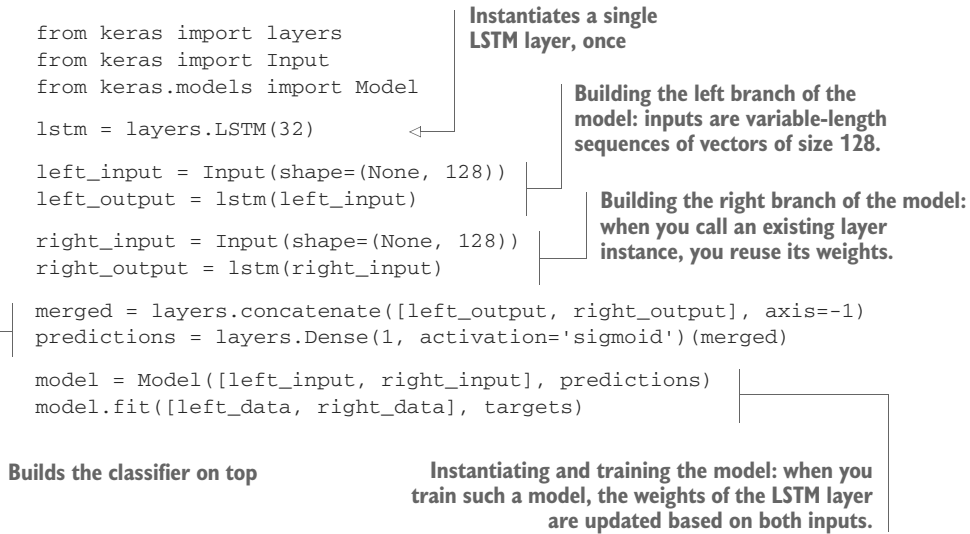 Instantiates a single
LSTM layer, once
from keras import layers
from keras import Input
from keras.models import Model
lstm = layers.LSTM(32)
Building the left branch of the
model: inputs are variable-length
sequences of vectors of size 128.
left_input = Input(shape=(None, 128))
left_output = lstm(left_input)
Building the right branch of the model:
when you call an existing layer
instance, you reuse its weights.
right_input = Input(shape=(None, 128))
right_output = lstm(right_input)
merged = layers.concatenate([left_output, right_output], axis=-1)
predictions = layers.Dense(1, activation='sigmoid')(merged)
model = Model([left_input, right_input], predictions)
model.fit([left_data, right_data], targets)
Builds the classifier on top
Instantiating and training the model: when you
train such a model, the weights of the LSTM layer
are updated based on both inputs.